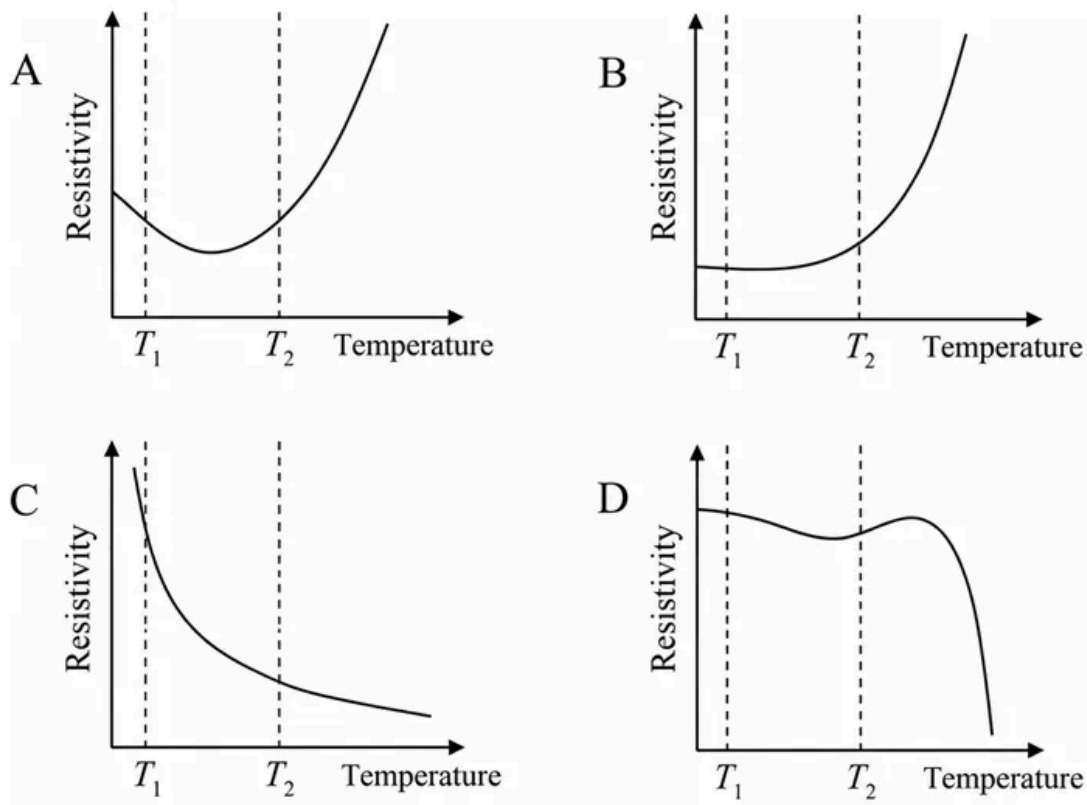 A
Resistivity
T₁
T₂
Temperature
B
Resistivity
T₁
T₂
Temperature
C
Resistivity
T₁
T₂
Temperature
D
Resistivity
T₁
T₂
Temperature